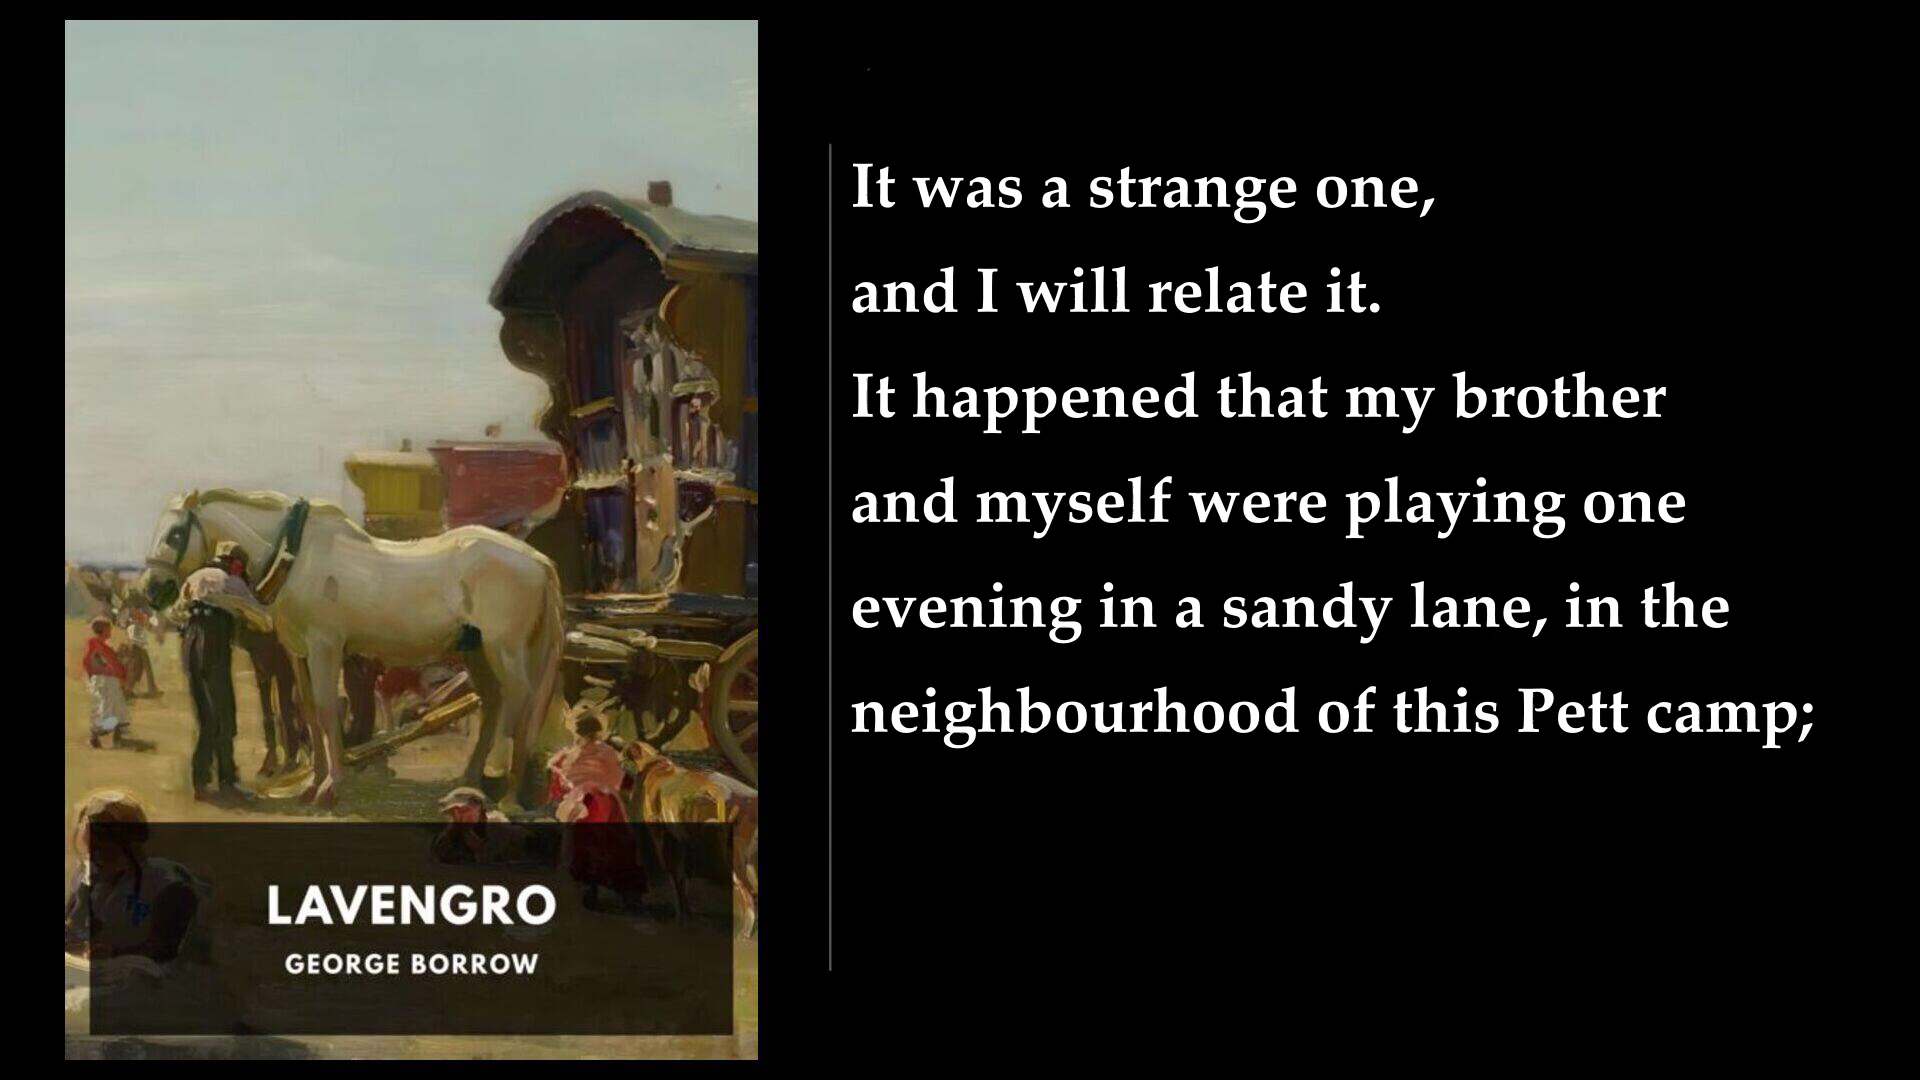 LAVENGRO
GEORGE BORROW
It was a strange one,
and I will relate it.
It happened that my brother
and myself were playing one
evening in a sandy lane, in the
neighbourhood of this Pett camp;